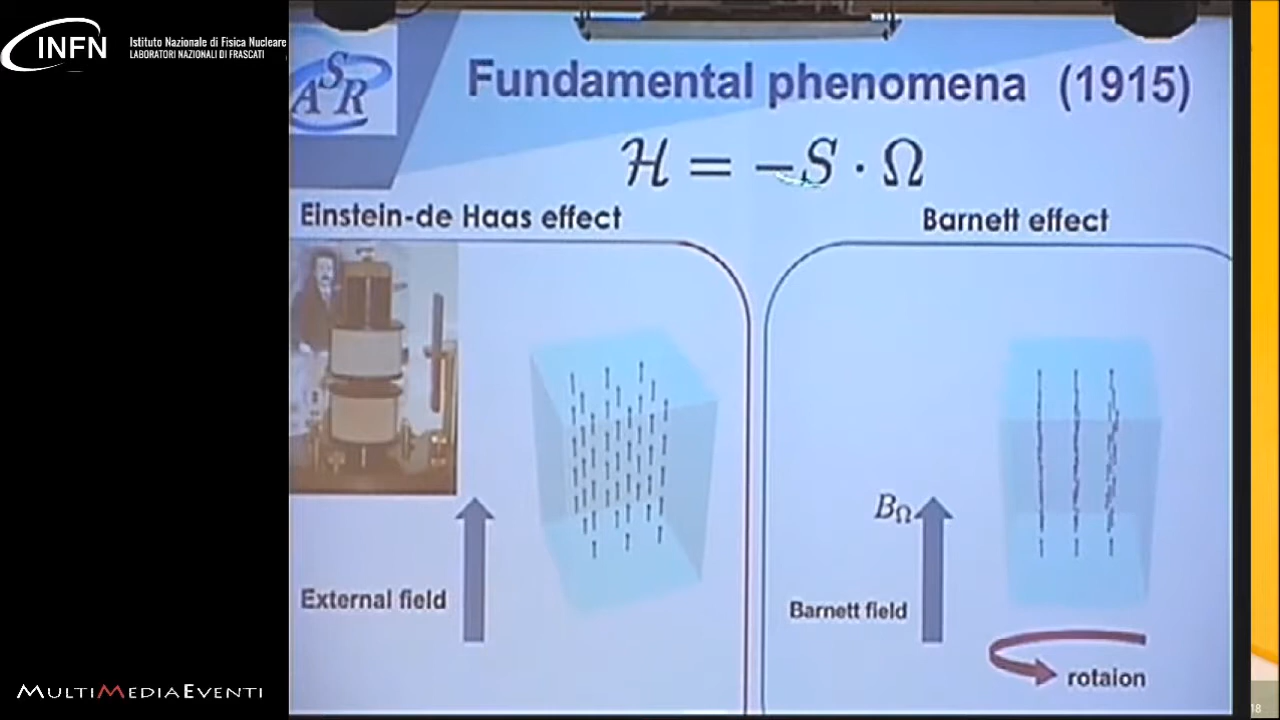 INFN
Istituto Nazionale di Fisica Nucleare
LABORATORI NAZIONALI DI FRASCATI
ASR
Fundamental phenomena (1915)
ℋ = −S · Ω
Einstein-de Haas effect
Barnett effect
External field
B_Ω
Barnett field
rotaion
MULTIMEDIAEVENTI
18